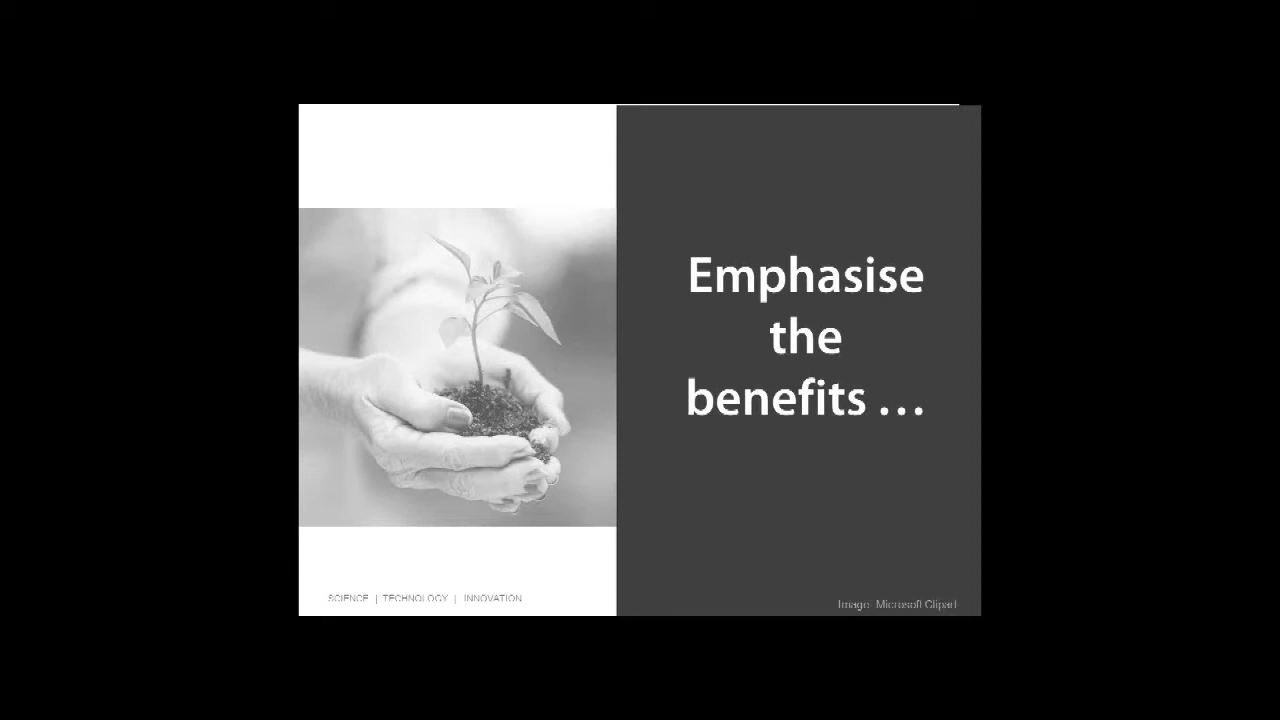 Emphasise
the
benefits …
SCIENCE | TECHNOLOGY | INNOVATION
Image: Microsoft Clipart